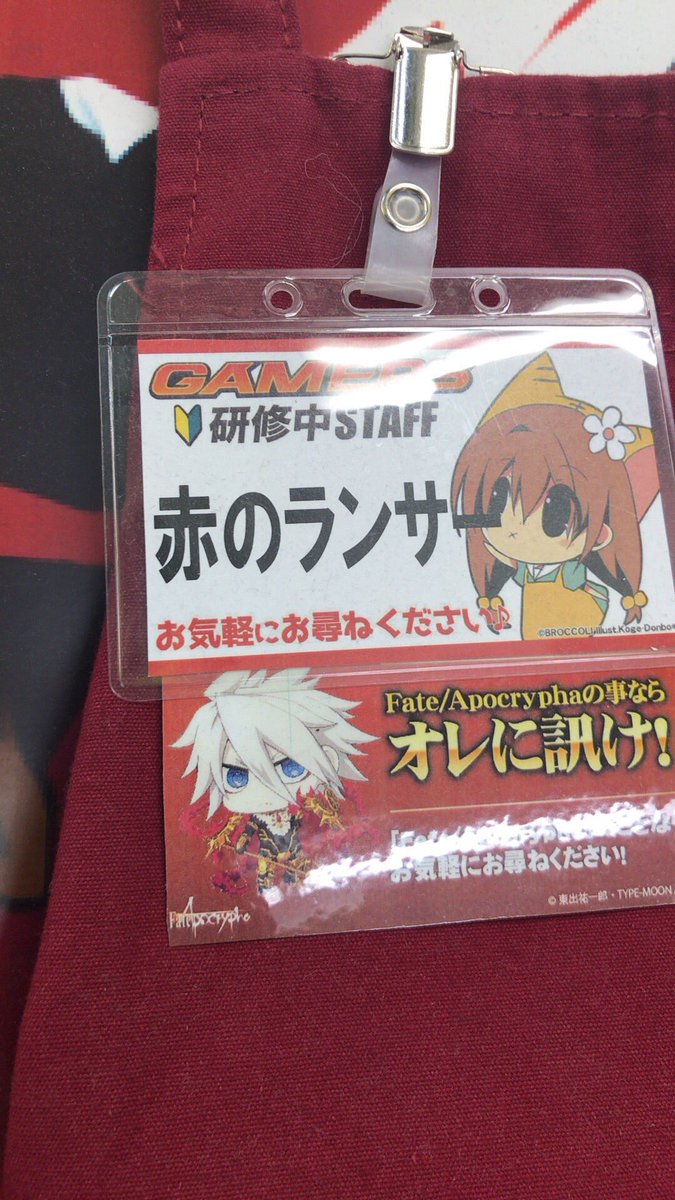 GAMERS
研修中STAFF
赤のランサー
お気軽にお尋ねください♪
©BROCCOLI illust.Koge-Donbo*
Fate/Apocryphaの事なら
オレに訊け!
お気軽にお尋ねください!
Fate/Apocrypha
© 東出祐一郎・TYPE-MOON